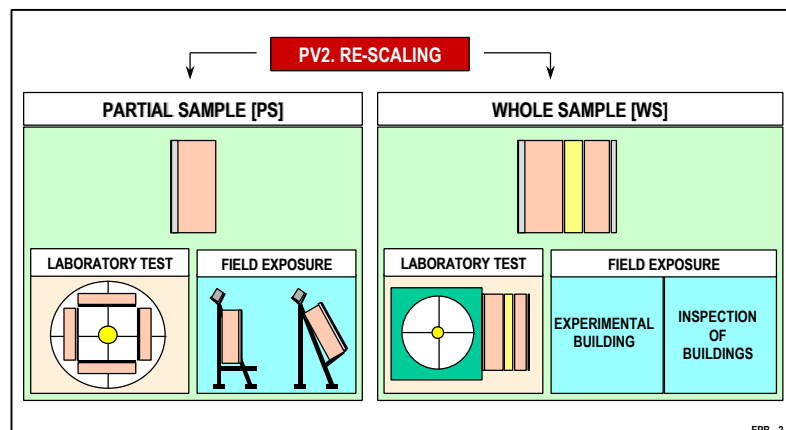 PV2. RE-SCALING
PARTIAL SAMPLE [PS]
WHOLE SAMPLE [WS]
LABORATORY TEST
FIELD EXPOSURE
LABORATORY TEST
FIELD EXPOSURE
EXPERIMENTAL
BUILDING
INSPECTION
OF
BUILDINGS